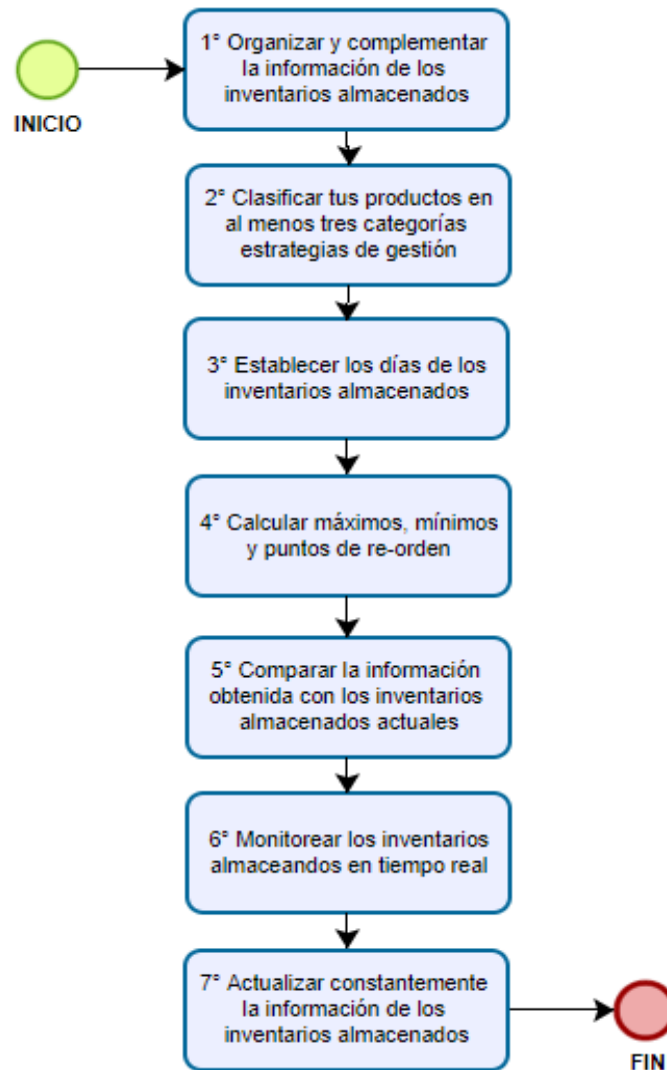 1° Organizar y complementar
la información de los
inventarios almacenados
INICIO
2° Clasificar tus productos en
al menos tres categorías
estrategias de gestión
3° Establecer los días de los
inventarios almacenados
4° Calcular máximos, mínimos
y puntos de re-orden
5° Comparar la información
obtenida con los inventarios
almacenados actuales
6° Monitorear los inventarios
almaceandos en tiempo real
7° Actualizar constantemente
la información de los
inventarios almacenados
FIN